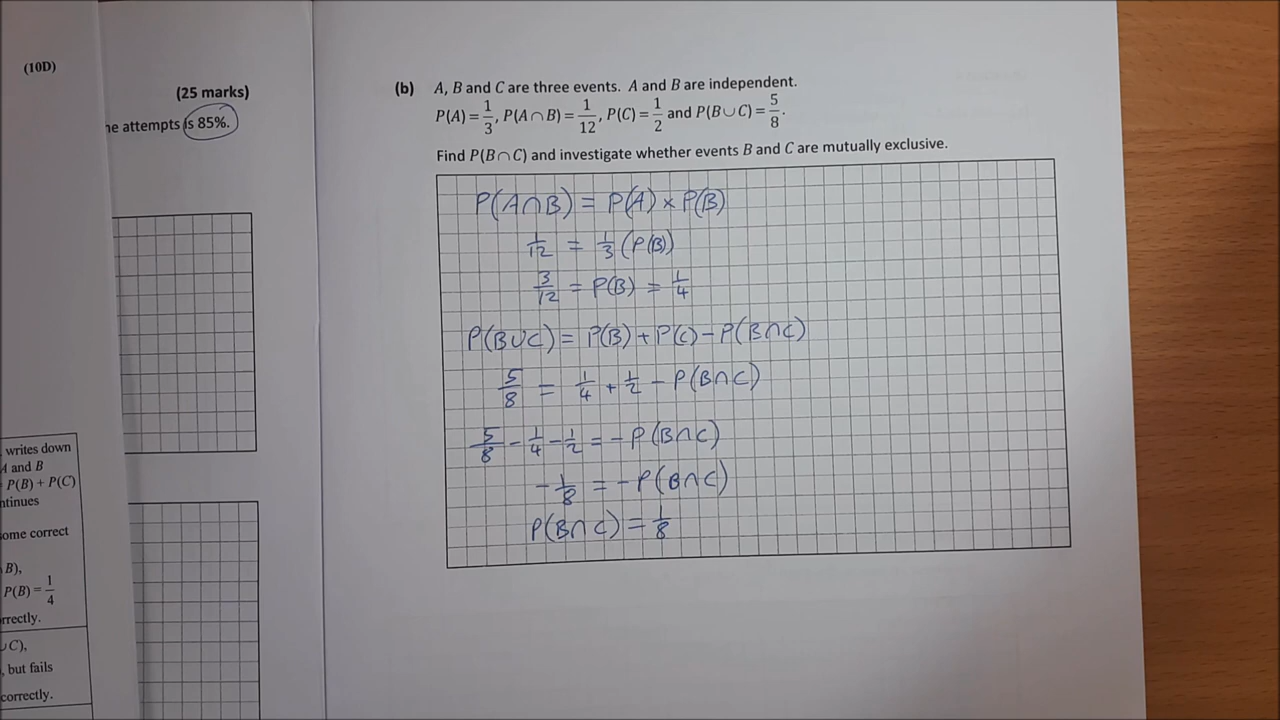 (10D)
(25 marks)
he attempts is 85%.
writes down
A and B
= P(B) + P(C)
ntinues
ome correct
B),
P(B) = 1/4
rrectly.
∪C),
, but fails
correctly.
(b) A, B and C are three events. A and B are independent.
P(A) = 1/3, P(A∩B) = 1/12, P(C) = 1/2 and P(B∪C) = 5/8.
Find P(B∩C) and investigate whether events B and C are mutually exclusive.
P(A∩B) = P(A) × P(B)
1/12 = 1/3 (P(B))
3/12 = P(B) = 1/4
P(B∪C) = P(B) + P(C) − P(B∩C)
5/8 = 1/4 + 1/2 − P(B∩C)
5/8 − 1/4 − 1/2 = − P(B∩C)
− 1/8 = − P(B∩C)
P(B∩C) = 1/8